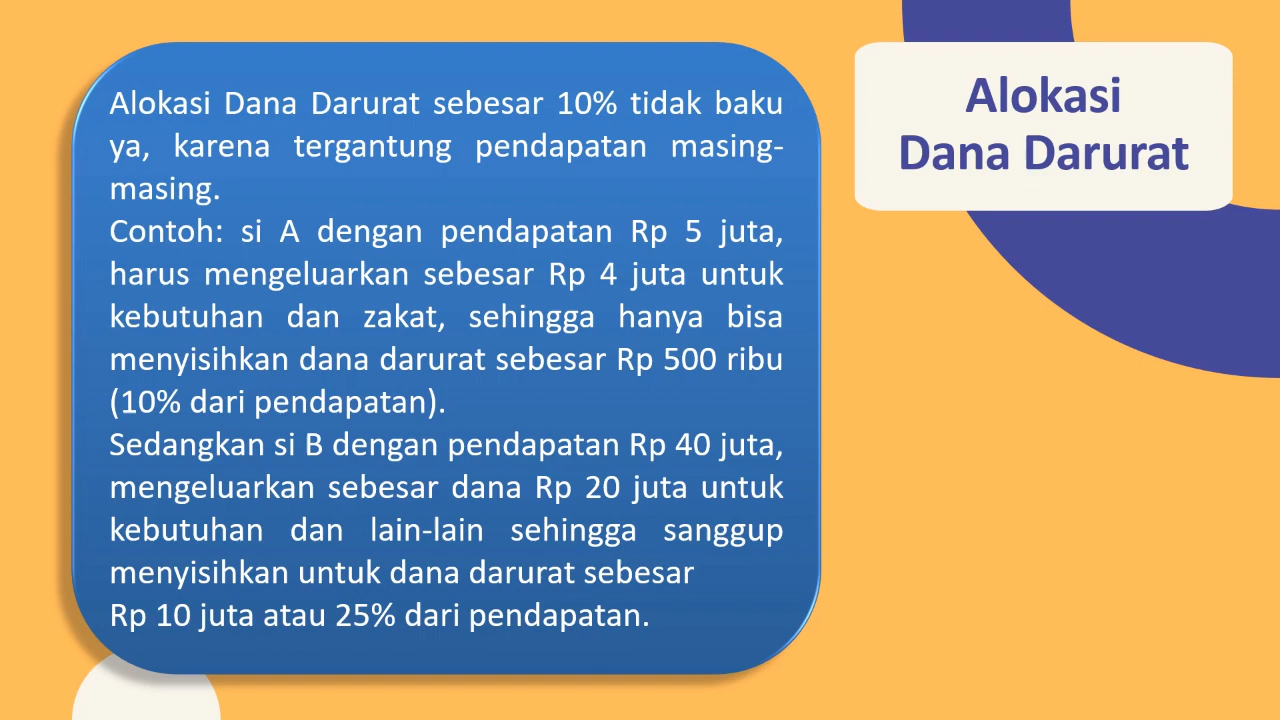 Alokasi Dana Darurat sebesar 10% tidak baku
ya, karena tergantung pendapatan masing-
masing.
Contoh: si A dengan pendapatan Rp 5 juta,
harus mengeluarkan sebesar Rp 4 juta untuk
kebutuhan dan zakat, sehingga hanya bisa
menyisihkan dana darurat sebesar Rp 500 ribu
(10% dari pendapatan).
Sedangkan si B dengan pendapatan Rp 40 juta,
mengeluarkan sebesar dana Rp 20 juta untuk
kebutuhan dan lain-lain sehingga sanggup
menyisihkan untuk dana darurat sebesar
Rp 10 juta atau 25% dari pendapatan.
Alokasi
Dana Darurat